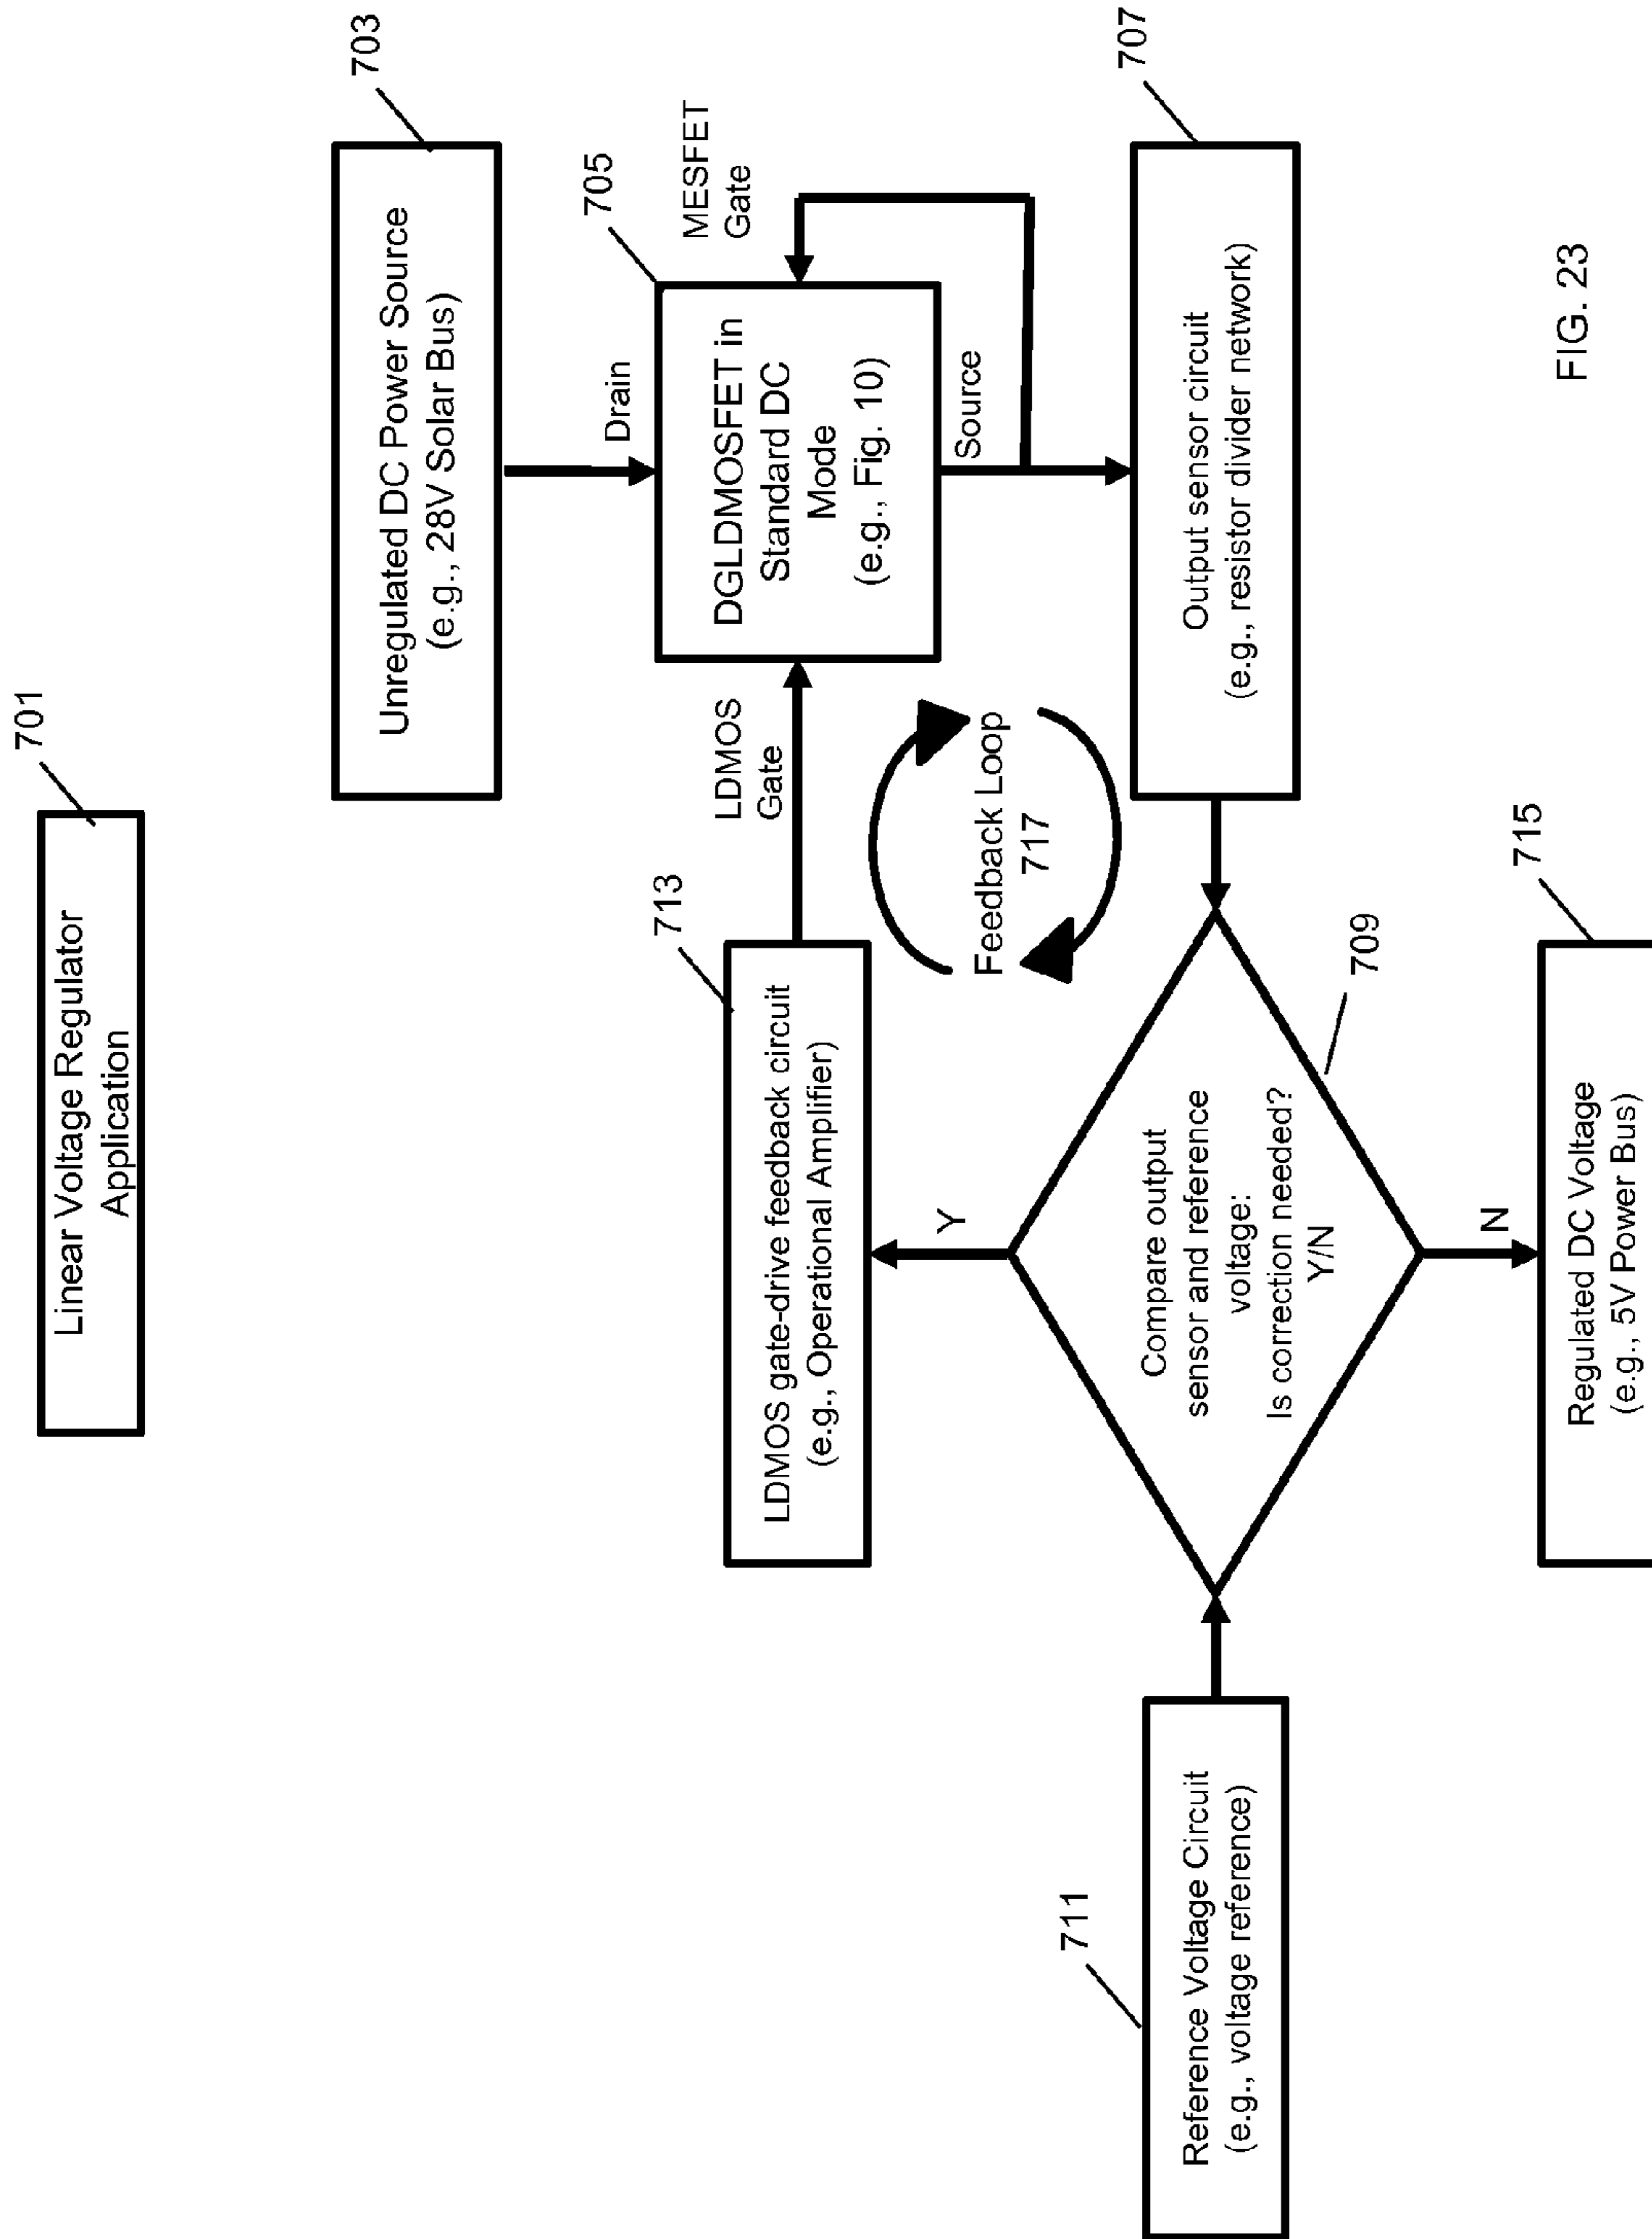 Linear Voltage Regulator
Application
701
Unregulated DC Power Source
(e.g., 28V Solar Bus)
703
Drain
DGLDMOSFET in
Standard DC
Mode
(e.g., Fig. 10)
705
MESFET
Gate
LDMOS
Gate
Source
LDMOS gate-drive feedback circuit
(e.g., Operational Amplifier)
713
Feedback Loop
717
Output sensor circuit
(e.g., resistor divider network)
707
Y
Compare output
sensor and reference
voltage:
Is correction needed?
Y/N
709
Reference Voltage Circuit
(e.g., voltage reference)
711
N
Regulated DC Voltage
(e.g., 5V Power Bus)
715
FIG. 23